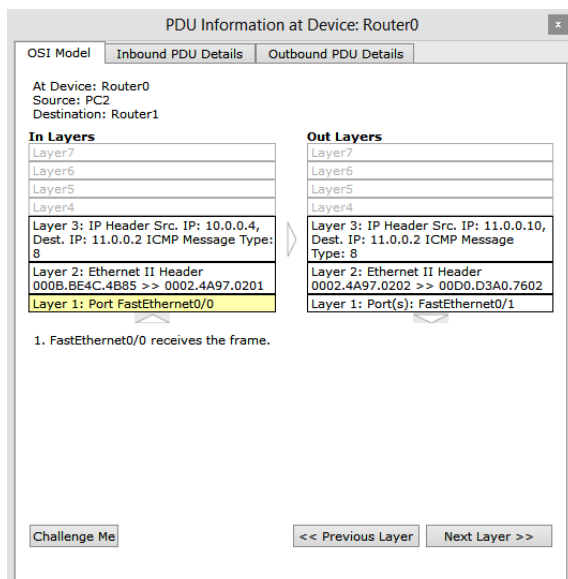 PDU Information at Device: Router0
x
OSI Model
Inbound PDU Details
Outbound PDU Details
At Device: Router0
Source: PC2
Destination: Router1
In Layers
Layer7
Layer6
Layer5
Layer4
Layer 3: IP Header Src. IP: 10.0.0.4,
Dest. IP: 11.0.0.2 ICMP Message Type:
8
Layer 2: Ethernet II Header
000B.BE4C.4B85 >> 0002.4A97.0201
Layer 1: Port FastEthernet0/0
Out Layers
Layer7
Layer6
Layer5
Layer4
Layer 3: IP Header Src. IP: 11.0.0.10,
Dest. IP: 11.0.0.2 ICMP Message
Type: 8
Layer 2: Ethernet II Header
0002.4A97.0202 >> 00D0.D3A0.7602
Layer 1: Port(s): FastEthernet0/1
1. FastEthernet0/0 receives the frame.
Challenge Me
<< Previous Layer
Next Layer >>